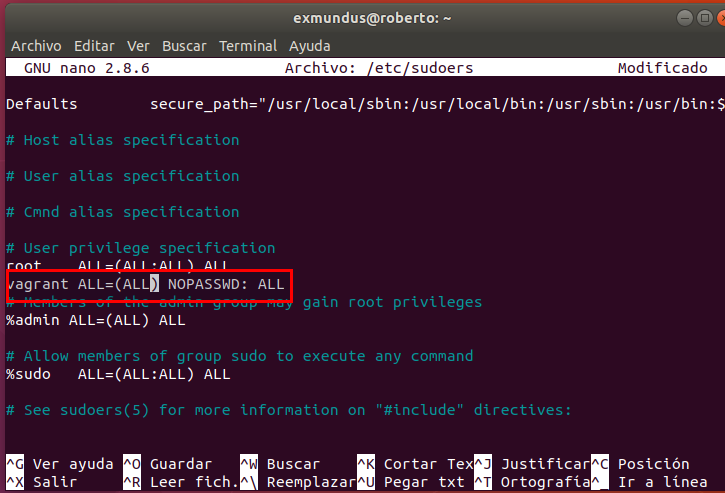 exmundus@roberto: ~
Archivo Editar Ver Buscar Terminal Ayuda
GNU nano 2.8.6 Archivo: /etc/sudoers Modificado
Defaults secure_path="/usr/local/sbin:/usr/local/bin:/usr/sbin:/usr/bin:$
# Host alias specification
# User alias specification
# Cmnd alias specification
# User privilege specification
root ALL=(ALL:ALL) ALL
vagrant ALL=(ALL) NOPASSWD: ALL
# Members of the admin group may gain root privileges
%admin ALL=(ALL) ALL
# Allow members of group sudo to execute any command
%sudo ALL=(ALL:ALL) ALL
# See sudoers(5) for more information on "#include" directives:
^G Ver ayuda ^O Guardar ^W Buscar ^K Cortar Tex ^J Justificar ^C Posición
^X Salir ^R Leer fich. ^\ Reemplazar ^U Pegar txt ^T Ortografía ^_ Ir a línea